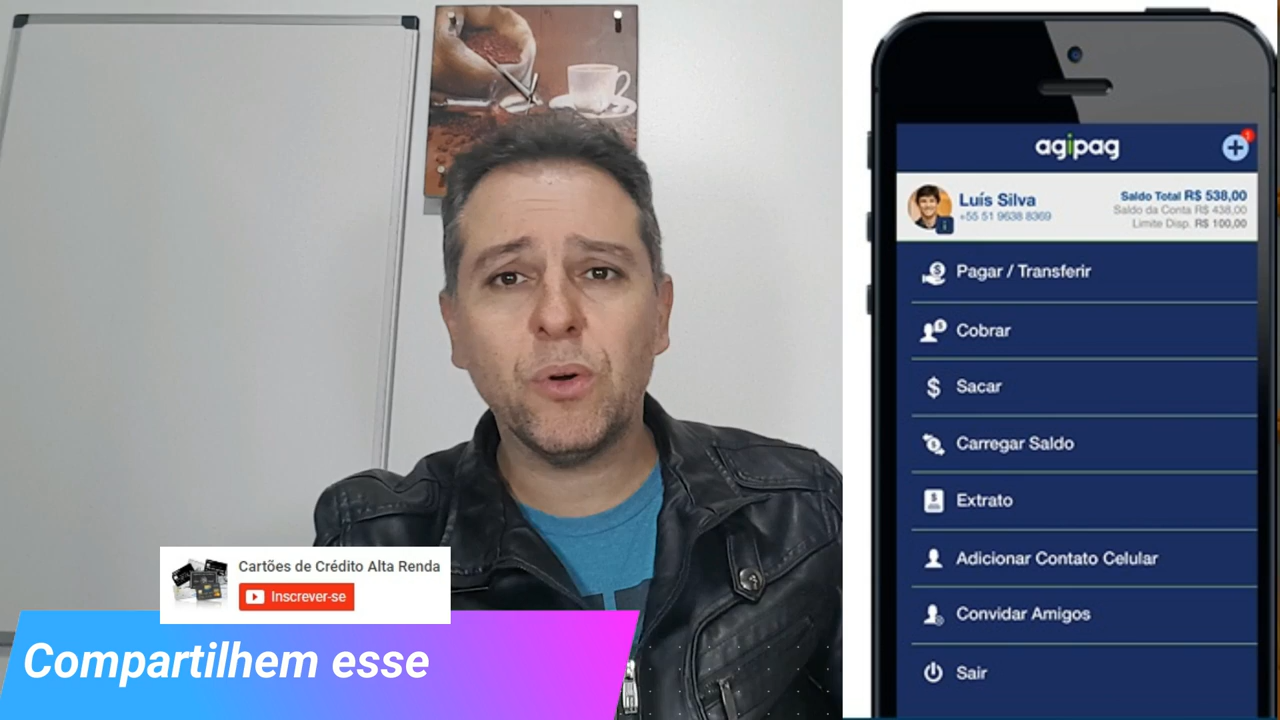 Cartões de Crédito Alta Renda
Inscrever-se
Compartilhem esse
agipag
1
Luís Silva
+55 51 9638 8369
Saldo Total R$ 538,00
Saldo da Conta R$ 438,00
Limite Disp. R$ 100,00
Pagar / Transferir
Cobrar
Sacar
Carregar Saldo
Extrato
Adicionar Contato Celular
Convidar Amigos
Sair